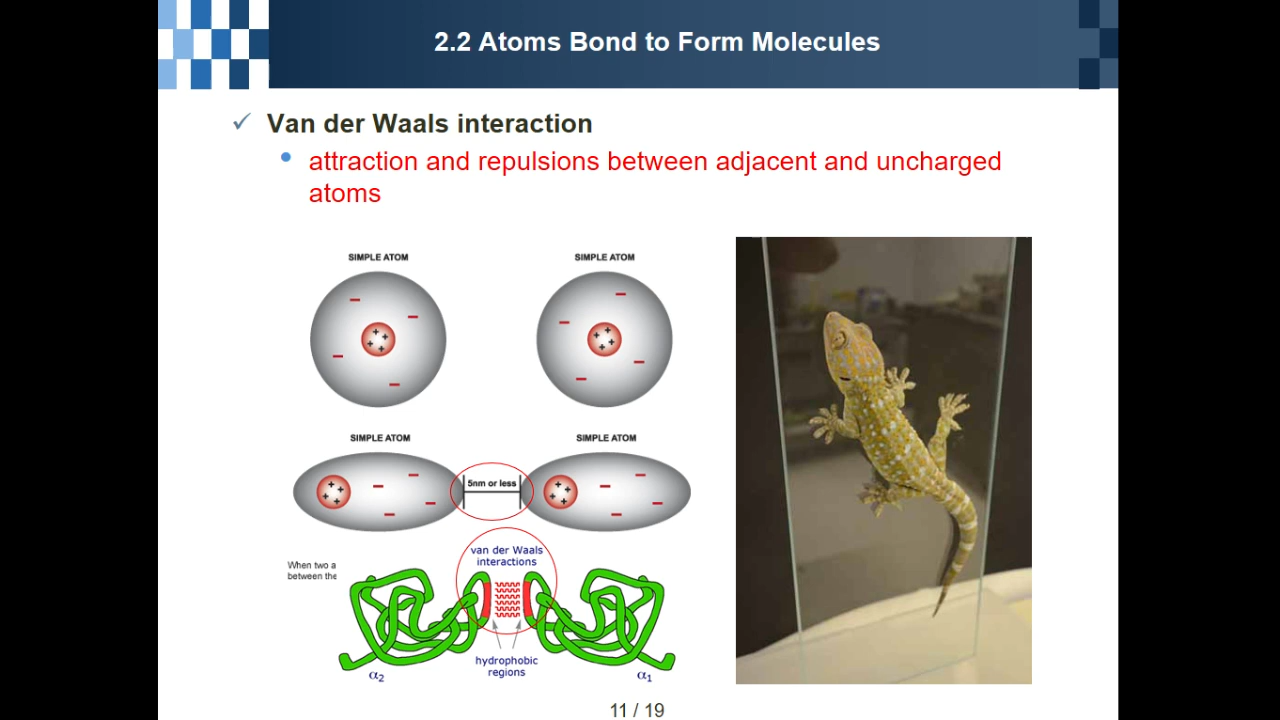 2.2 Atoms Bond to Form Molecules
Van der Waals interaction
attraction and repulsions between adjacent and uncharged
atoms
SIMPLE ATOM
SIMPLE ATOM
SIMPLE ATOM
SIMPLE ATOM
5nm or less
When two a
between the
van der Waals
interactions
hydrophobic
regions
α2
α1
11 / 19